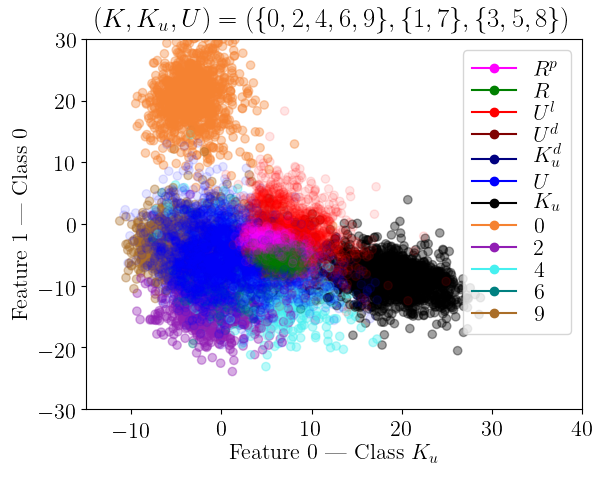 (K, K_u, U) = ({0, 2, 4, 6, 9}, {1, 7}, {3, 5, 8})
30
20
10
0
−10
−20
−30
Feature 1 — Class 0
R^p
R
U^l
U^d
K_u^d
U
K_u
0
2
4
6
9
−10
0
10
20
30
40
Feature 0 — Class K_u